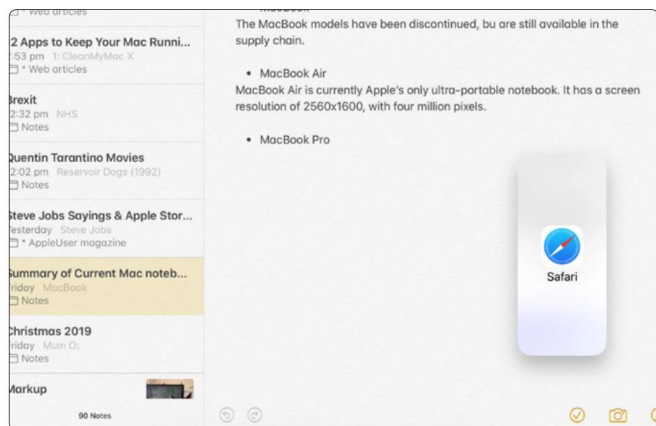 * Web articles
2 Apps to Keep Your Mac Runni...
:53 pm 1: CleanMyMac X
* Web articles
Brexit
2:32 pm NHS
Notes
Quentin Tarantino Movies
2:02 pm Reservoir Dogs (1992)
Notes
Steve Jobs Sayings & Apple Stor...
Yesterday Steve Jobs
* AppleUser magazine
Summary of Current Mac noteb...
Friday MacBook
Notes
Christmas 2019
Friday Mum O:
Notes
Markup
90 Notes
The MacBook models have been discontinued, bu are still available in the
supply chain.
• MacBook Air
MacBook Air is currently Apple's only ultra-portable notebook. It has a screen
resolution of 2560x1600, with four million pixels.
• MacBook Pro
Safari